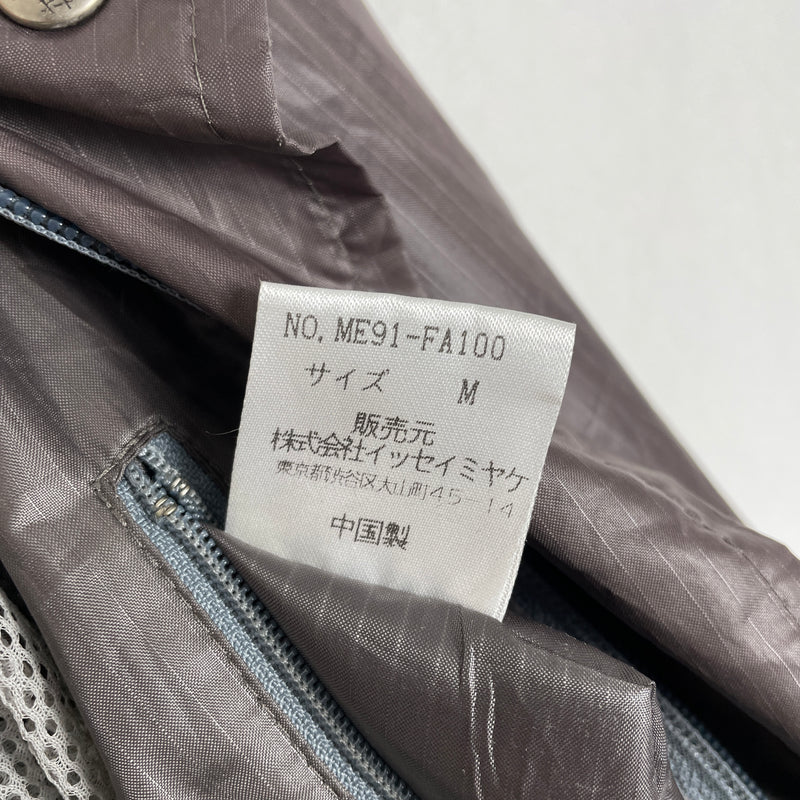 NO, ME91-FA100
サイズ M
販売元
株式会社イッセイミヤケ
東京都渋谷区大山町45-14
中国製